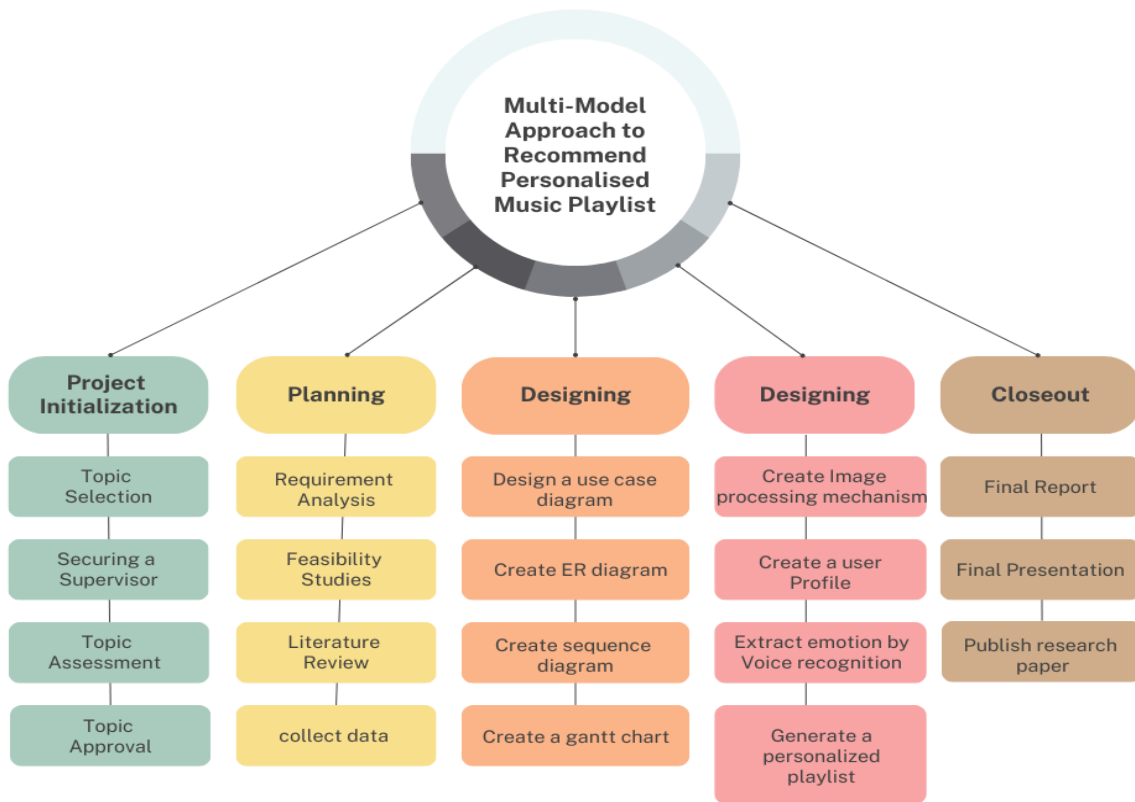 Multi-Model
Approach to
Recommend
Personalised
Music Playlist
Project
Initialization
Topic
Selection
Securing a
Supervisor
Topic
Assessment
Topic
Approval
Planning
Requirement
Analysis
Feasibility
Studies
Literature
Review
collect data
Designing
Design a use case
diagram
Create ER diagram
Create sequence
diagram
Create a gantt chart
Designing
Create Image
processing mechanism
Create a user
Profile
Extract emotion by
Voice recognition
Generate a
personalized
playlist
Closeout
Final Report
Final Presentation
Publish research
paper